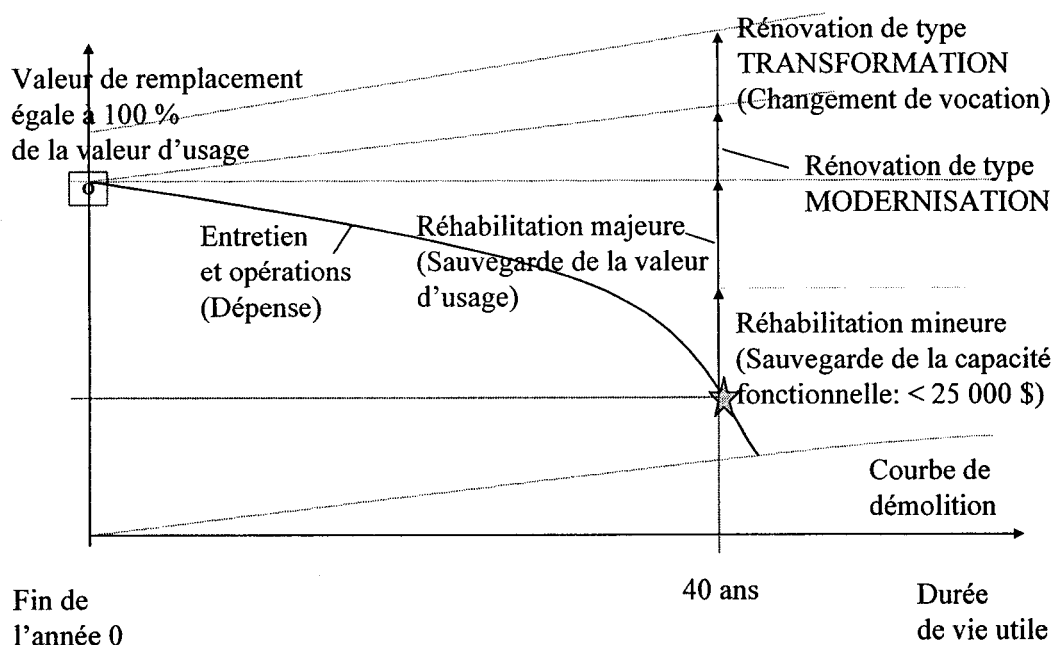 Valeur de remplacement
égale à 100 %
de la valeur d'usage
o
Rénovation de type
TRANSFORMATION
(Changement de vocation)
Rénovation de type
MODERNISATION
Entretien
et opérations
(Dépense)
Réhabilitation majeure
(Sauvegarde de la valeur
d'usage)
Réhabilitation mineure
(Sauvegarde de la capacité
fonctionnelle: < 25 000 $)
Courbe de
démolition
Fin de
l'année 0
40 ans
Durée
de vie utile